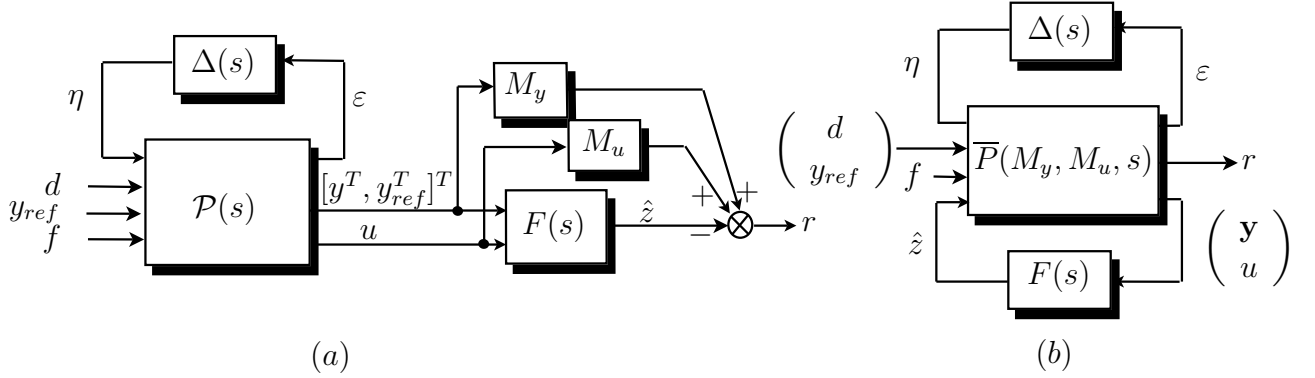 Δ(s)
η
ε
P(s)
d
y_ref
f
[y^T, y_ref^T]^T
u
M_y
M_u
F(s)
ẑ
+
+
−
r
(a)
Δ(s)
η
ε
( d y_ref )
f
P̅(M_y, M_u, s)
r
ẑ
F(s)
( y u )
(b)